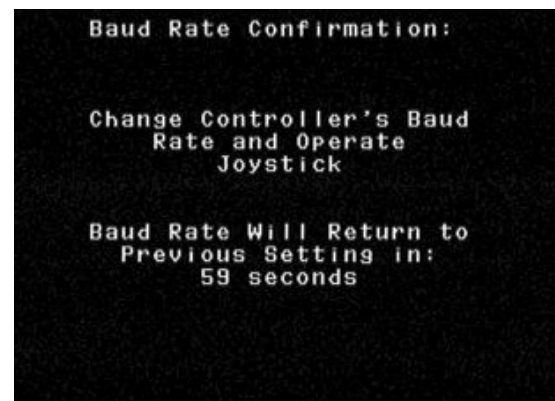 Baud Rate Confirmation:
Change Controller's Baud
Rate and Operate
Joystick
Baud Rate Will Return to
Previous Setting in:
59 seconds